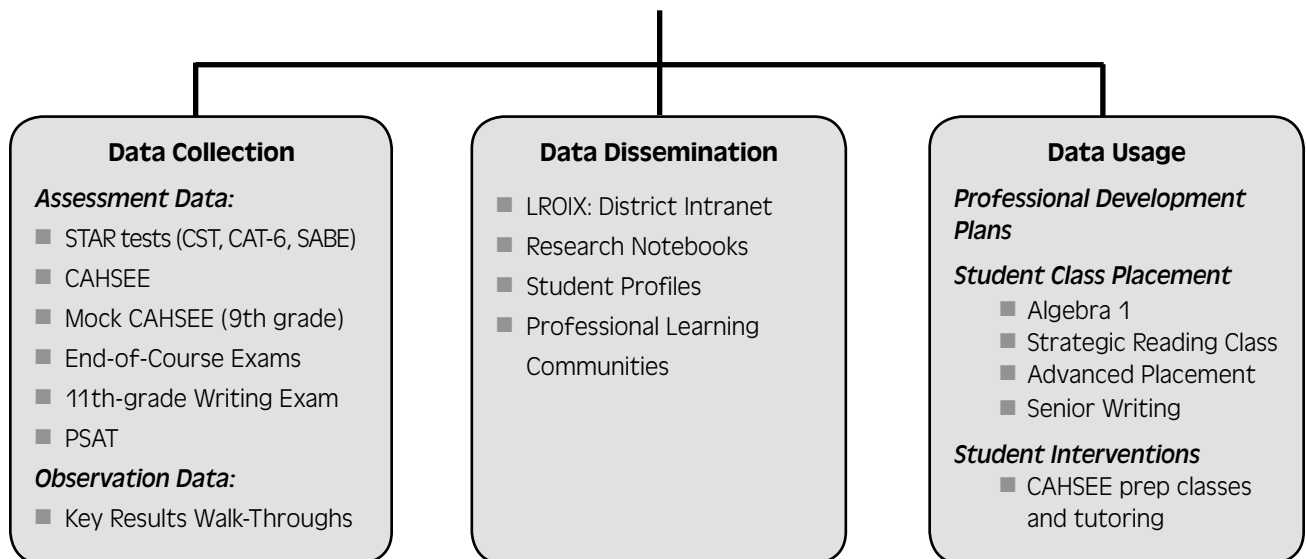 Data Collection
Assessment Data:
■ STAR tests (CST, CAT-6, SABE)
■ CAHSEE
■ Mock CAHSEE (9th grade)
■ End-of-Course Exams
■ 11th-grade Writing Exam
■ PSAT
Observation Data:
■ Key Results Walk-Throughs
Data Dissemination
■ LROIX: District Intranet
■ Research Notebooks
■ Student Profiles
■ Professional Learning
Communities
Data Usage
Professional Development
Plans
Student Class Placement
■ Algebra 1
■ Strategic Reading Class
■ Advanced Placement
■ Senior Writing
Student Interventions
■ CAHSEE prep classes
and tutoring